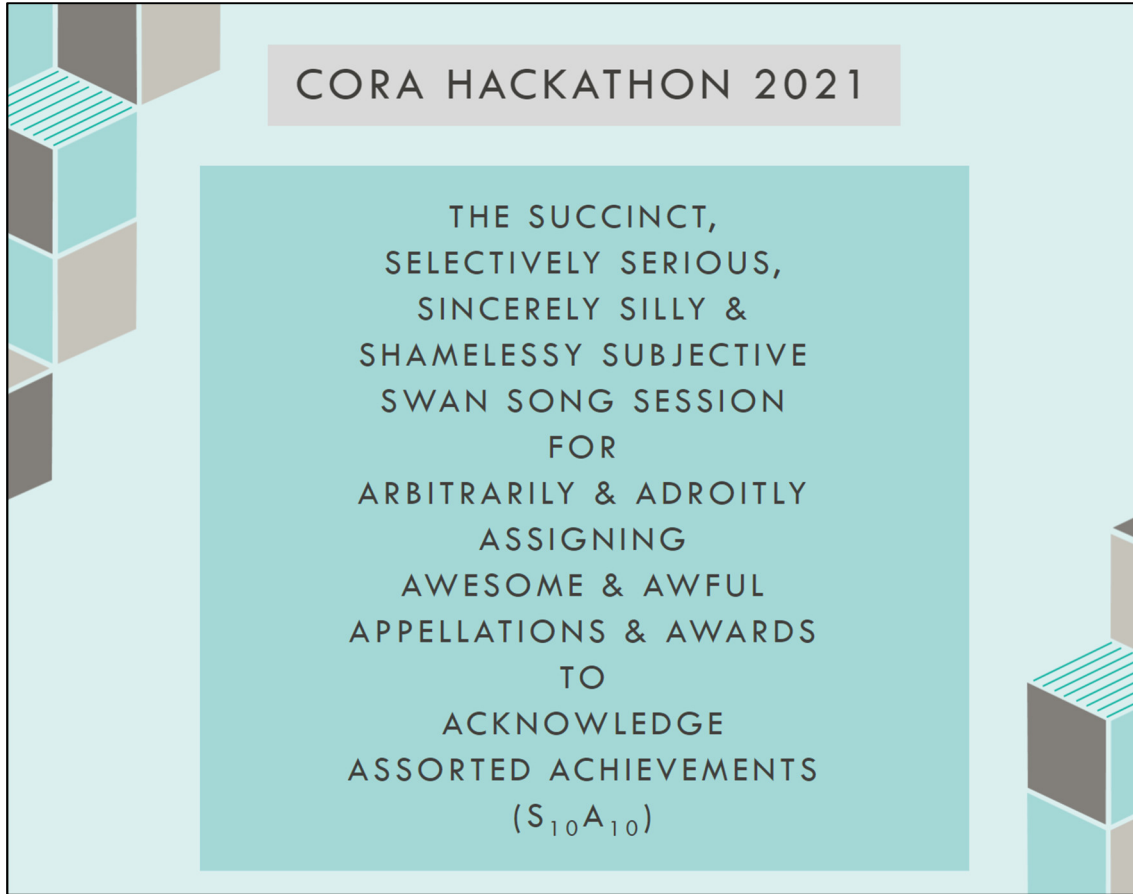 CORA HACKATHON 2021
THE SUCCINCT,
SELECTIVELY SERIOUS,
SINCERELY SILLY &
SHAMELESSY SUBJECTIVE
SWAN SONG SESSION
FOR
ARBITRARILY & ADROITLY
ASSIGNING
AWESOME & AWFUL
APPELLATIONS & AWARDS
TO
ACKNOWLEDGE
ASSORTED ACHIEVEMENTS
(S₁₀A₁₀)